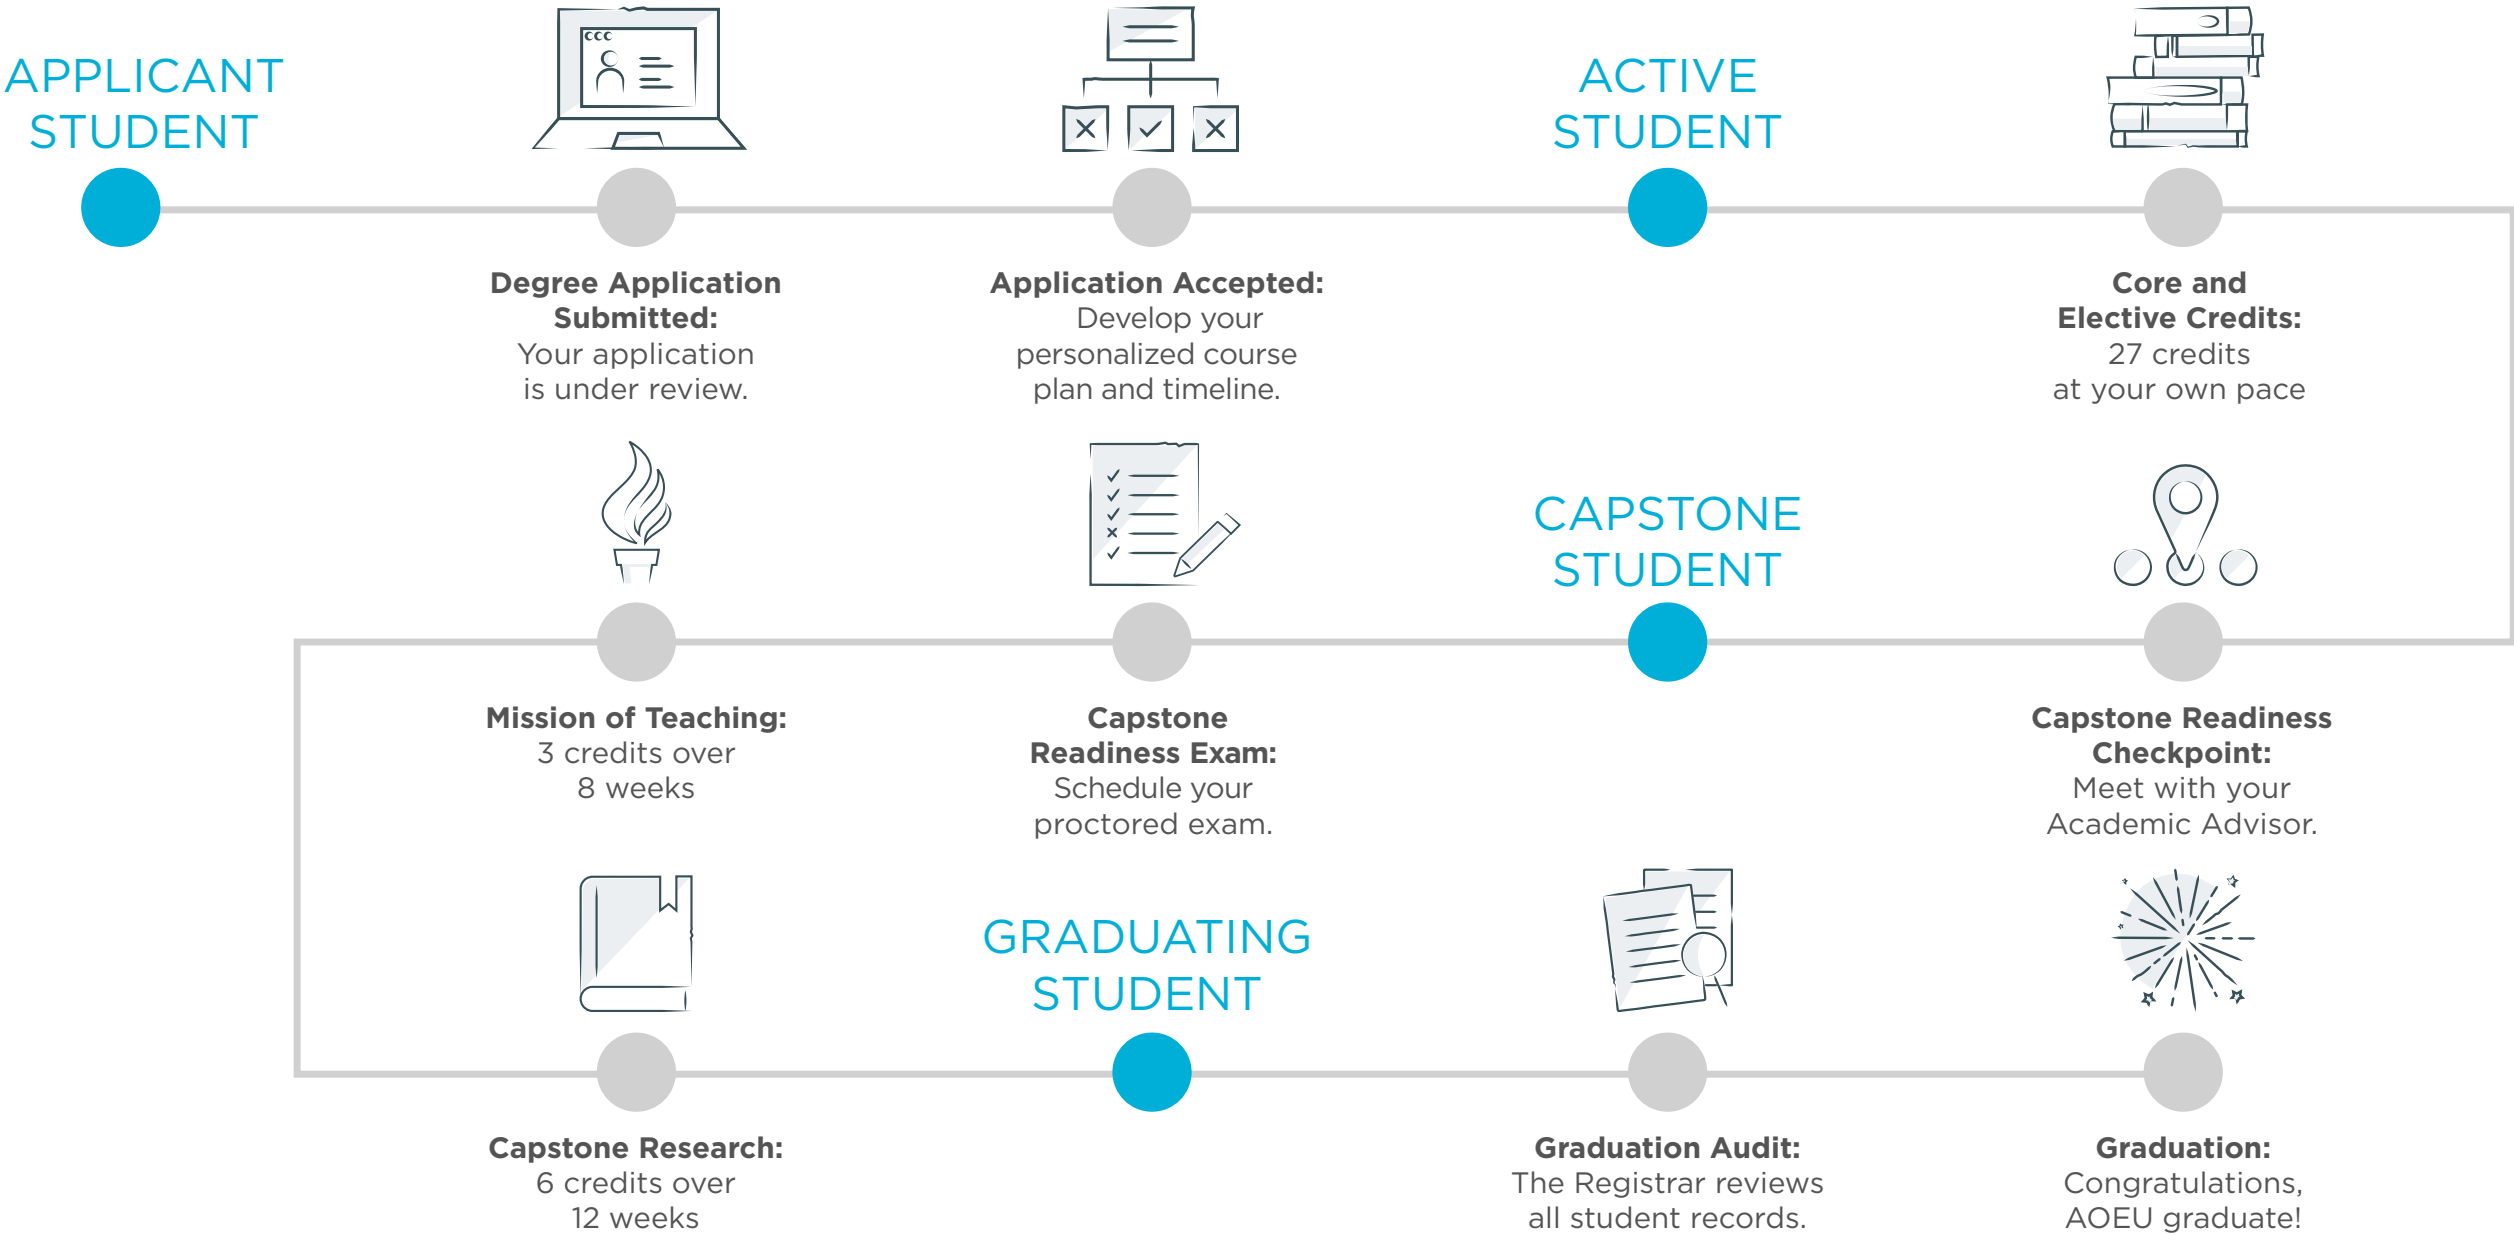 APPLICANT
STUDENT
Degree Application
Submitted:
Your application
is under review.
Application Accepted:
Develop your
personalized course
plan and timeline.
ACTIVE
STUDENT
Core and
Elective Credits:
27 credits
at your own pace
Capstone Readiness
Checkpoint:
Meet with your
Academic Advisor.
CAPSTONE
STUDENT
Capstone
Readiness Exam:
Schedule your
proctored exam.
Mission of Teaching:
3 credits over
8 weeks
Capstone Research:
6 credits over
12 weeks
GRADUATING
STUDENT
Graduation Audit:
The Registrar reviews
all student records.
Graduation:
Congratulations,
AOEU graduate!